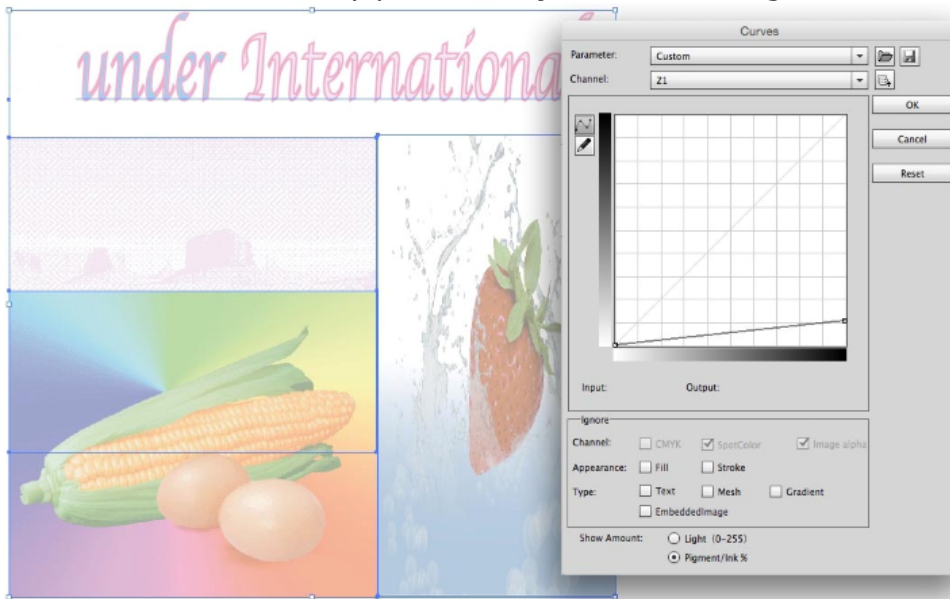 under International
Curves
Parameter: Custom
Channel: Z1
OK
Cancel
Reset
Input: Output:
Ignore
Channel: CMYK SpotColor Image alpha
Appearance: Fill Stroke
Type: Text Mesh Gradient
EmbeddedImage
Show Amount: Light (0-255)
Pigment/Ink %